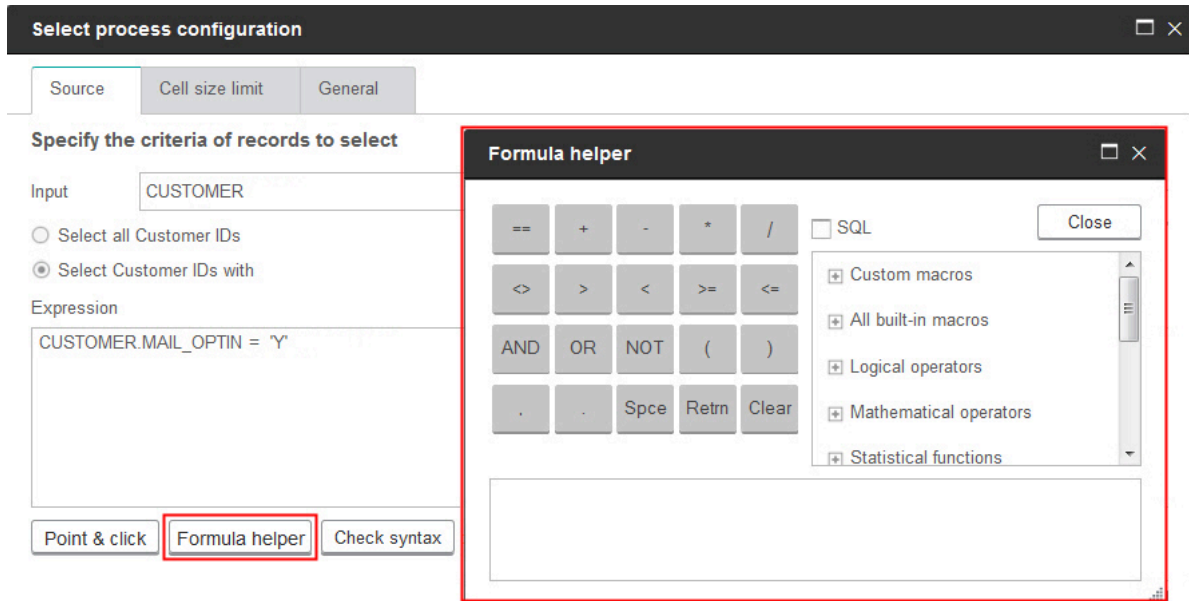 Select process configuration
Source Cell size limit General
Specify the criteria of records to select
Input CUSTOMER
Select all Customer IDs
Select Customer IDs with
Expression
CUSTOMER.MAIL_OPTIN = 'Y'
Point & click Formula helper Check syntax
Formula helper
== + - * /
<> > < >= <=
AND OR NOT ( )
, . Spce Retrn Clear
SQL Close
Custom macros
All built-in macros
Logical operators
Mathematical operators
Statistical functions